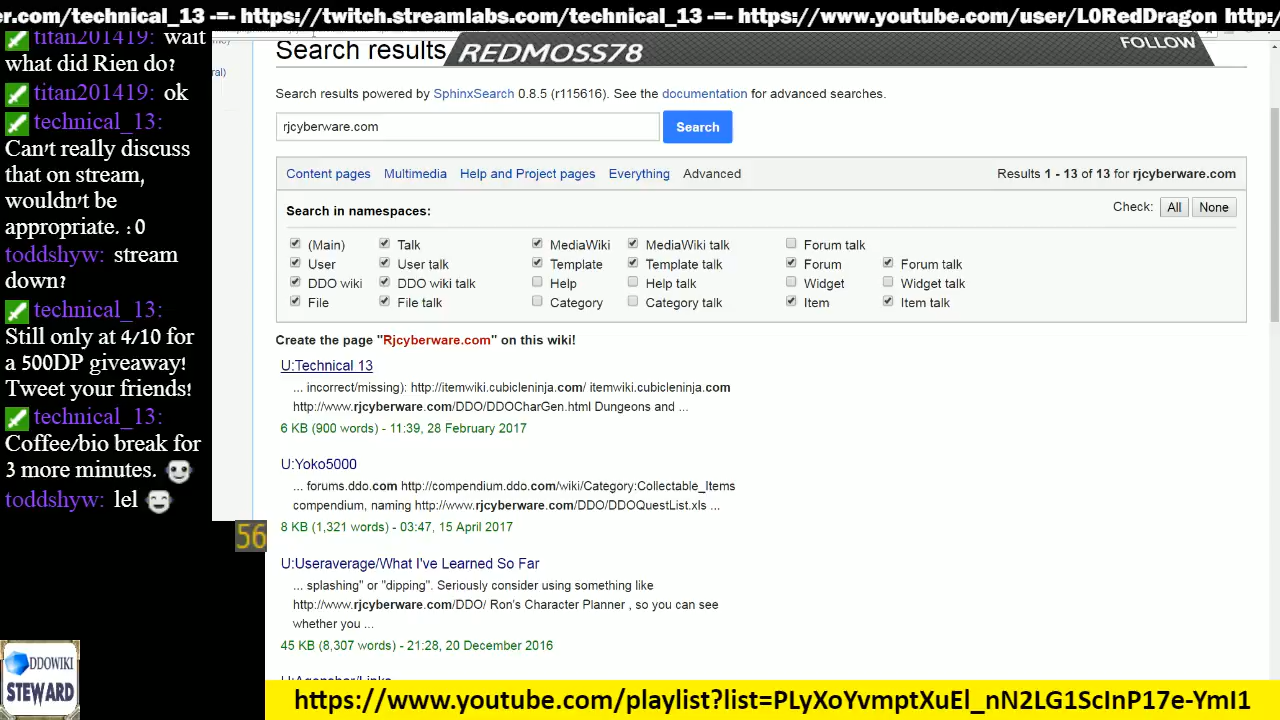 er.com/technical_13 -=- https://twitch.streamlabs.com/technical_13 -=- https://www.youtube.com/user/L0RedDragon http:/
titan201419: wait
what did Rien do?
titan201419: ok
technical_13:
Can't really discuss
that on stream,
wouldn't be
appropriate. :0
toddshyw: stream
down?
technical_13:
Still only at 4/10 for
a 500DP giveaway!
Tweet your friends!
technical_13:
Coffee/bio break for
3 more minutes.
toddshyw: lel
56
DDOWIKI
STEWARD
ral)
Search results
REDMOSS78
FOLLOW
Search results powered by SphinxSearch 0.8.5 (r115616). See the documentation for advanced searches.
rjcyberware.com
Search
Content pages Multimedia Help and Project pages Everything Advanced
Results 1 - 13 of 13 for rjcyberware.com
Search in namespaces:
Check: All None
(Main) Talk MediaWiki MediaWiki talk Forum talk
User User talk Template Template talk Forum Forum talk
DDO wiki DDO wiki talk Help Help talk Widget Widget talk
File File talk Category Category talk Item Item talk
Create the page "Rjcyberware.com" on this wiki!
U:Technical 13
... incorrect/missing): http://itemwiki.cubicleninja.com/ itemwiki.cubicleninja.com
http://www.rjcyberware.com/DDO/DDOCharGen.html Dungeons and ...
6 KB (900 words) - 11:39, 28 February 2017
U:Yoko5000
... forums.ddo.com http://compendium.ddo.com/wiki/Category:Collectable_Items
compendium, naming http://www.rjcyberware.com/DDO/DDOQuestList.xls ...
8 KB (1,321 words) - 03:47, 15 April 2017
U:Useraverage/What I've Learned So Far
... splashing" or "dipping". Seriously consider using something like
http://www.rjcyberware.com/DDO/ Ron's Character Planner , so you can see
whether you ...
45 KB (8,307 words) - 21:28, 20 December 2016
https://www.youtube.com/playlist?list=PLyXoYvmptXuEl_nN2LG1ScInP17e-YmI1